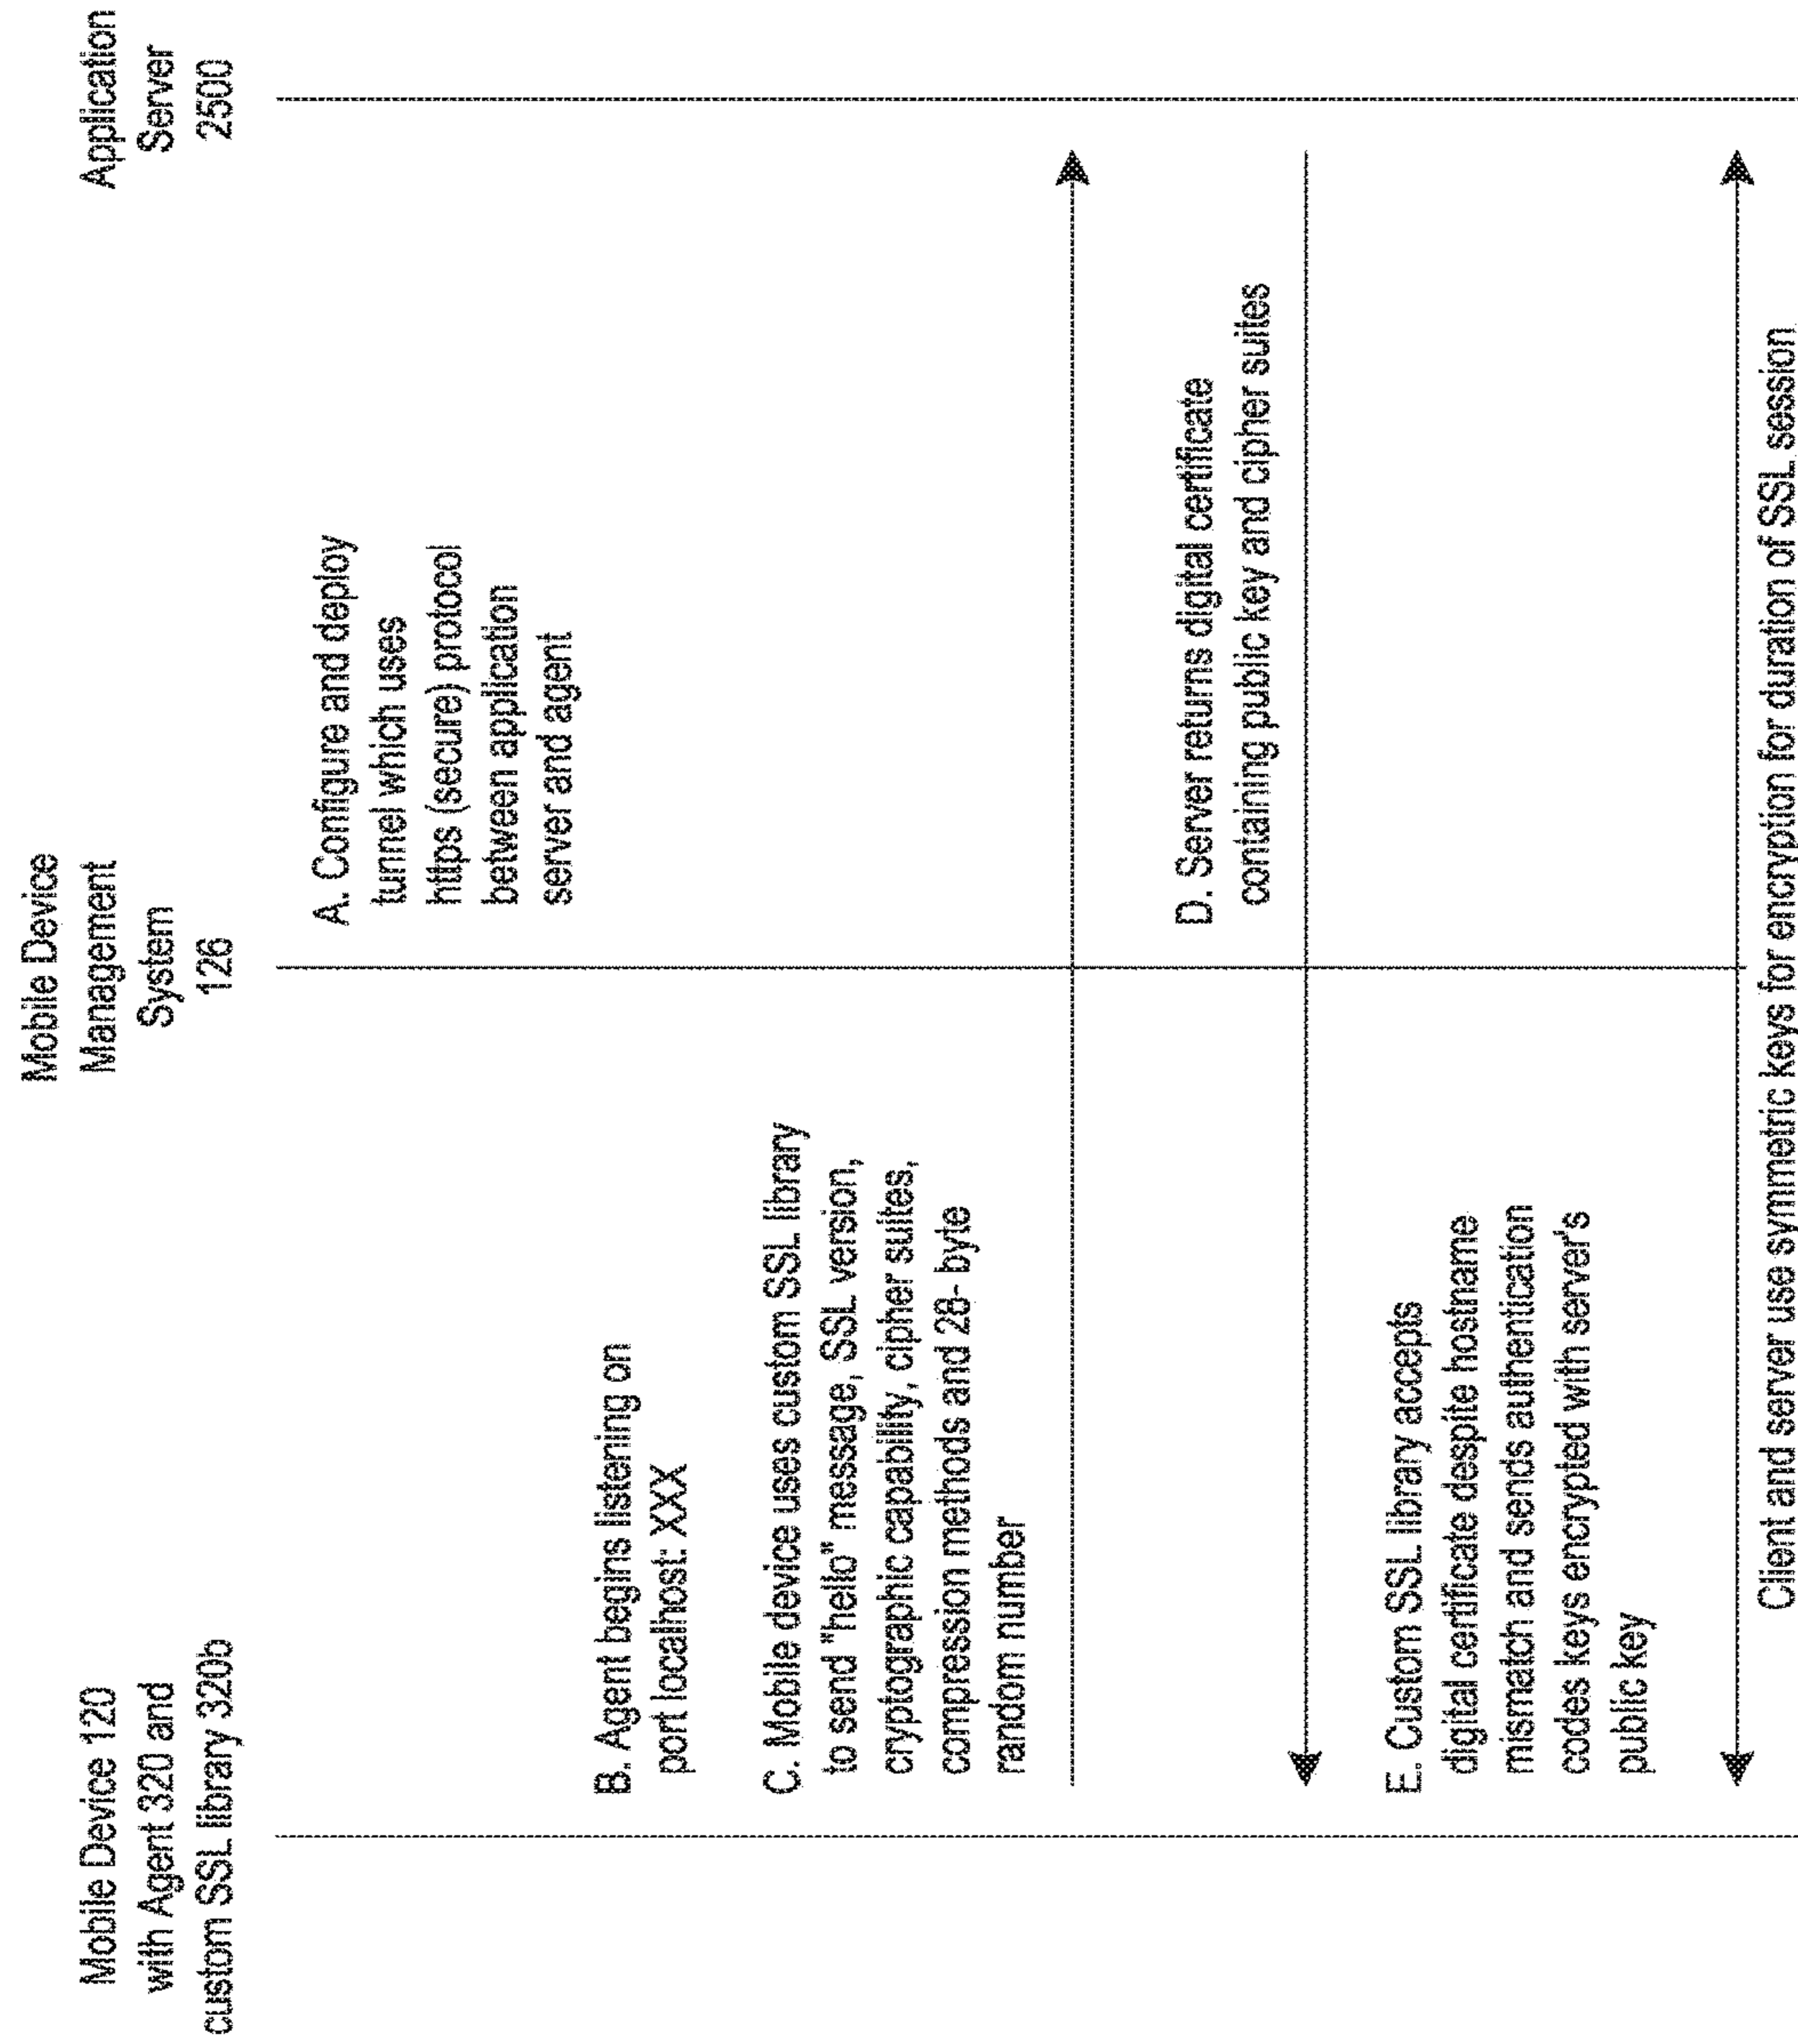 Mobile Device 120
with Agent 320 and
custom SSL library 320b
Mobile Device
Management
System
126
Application
Server
2500
A. Configure and deploy
tunnel which uses
https (secure) protocol
between application
server and agent
B. Agent begins listening on
port localhost: XXX
C. Mobile device uses custom SSL library
to send "hello" message, SSL version,
cryptographic capability, cipher suites,
compression methods and 28- byte
random number
D. Server returns digital certificate
containing public key and cipher suites
E. Custom SSL library accepts
digital certificate despite hostname
mismatch and sends authentication
codes keys encrypted with server's
public key
Client and server use symmetric keys for encryption for duration of SSL session